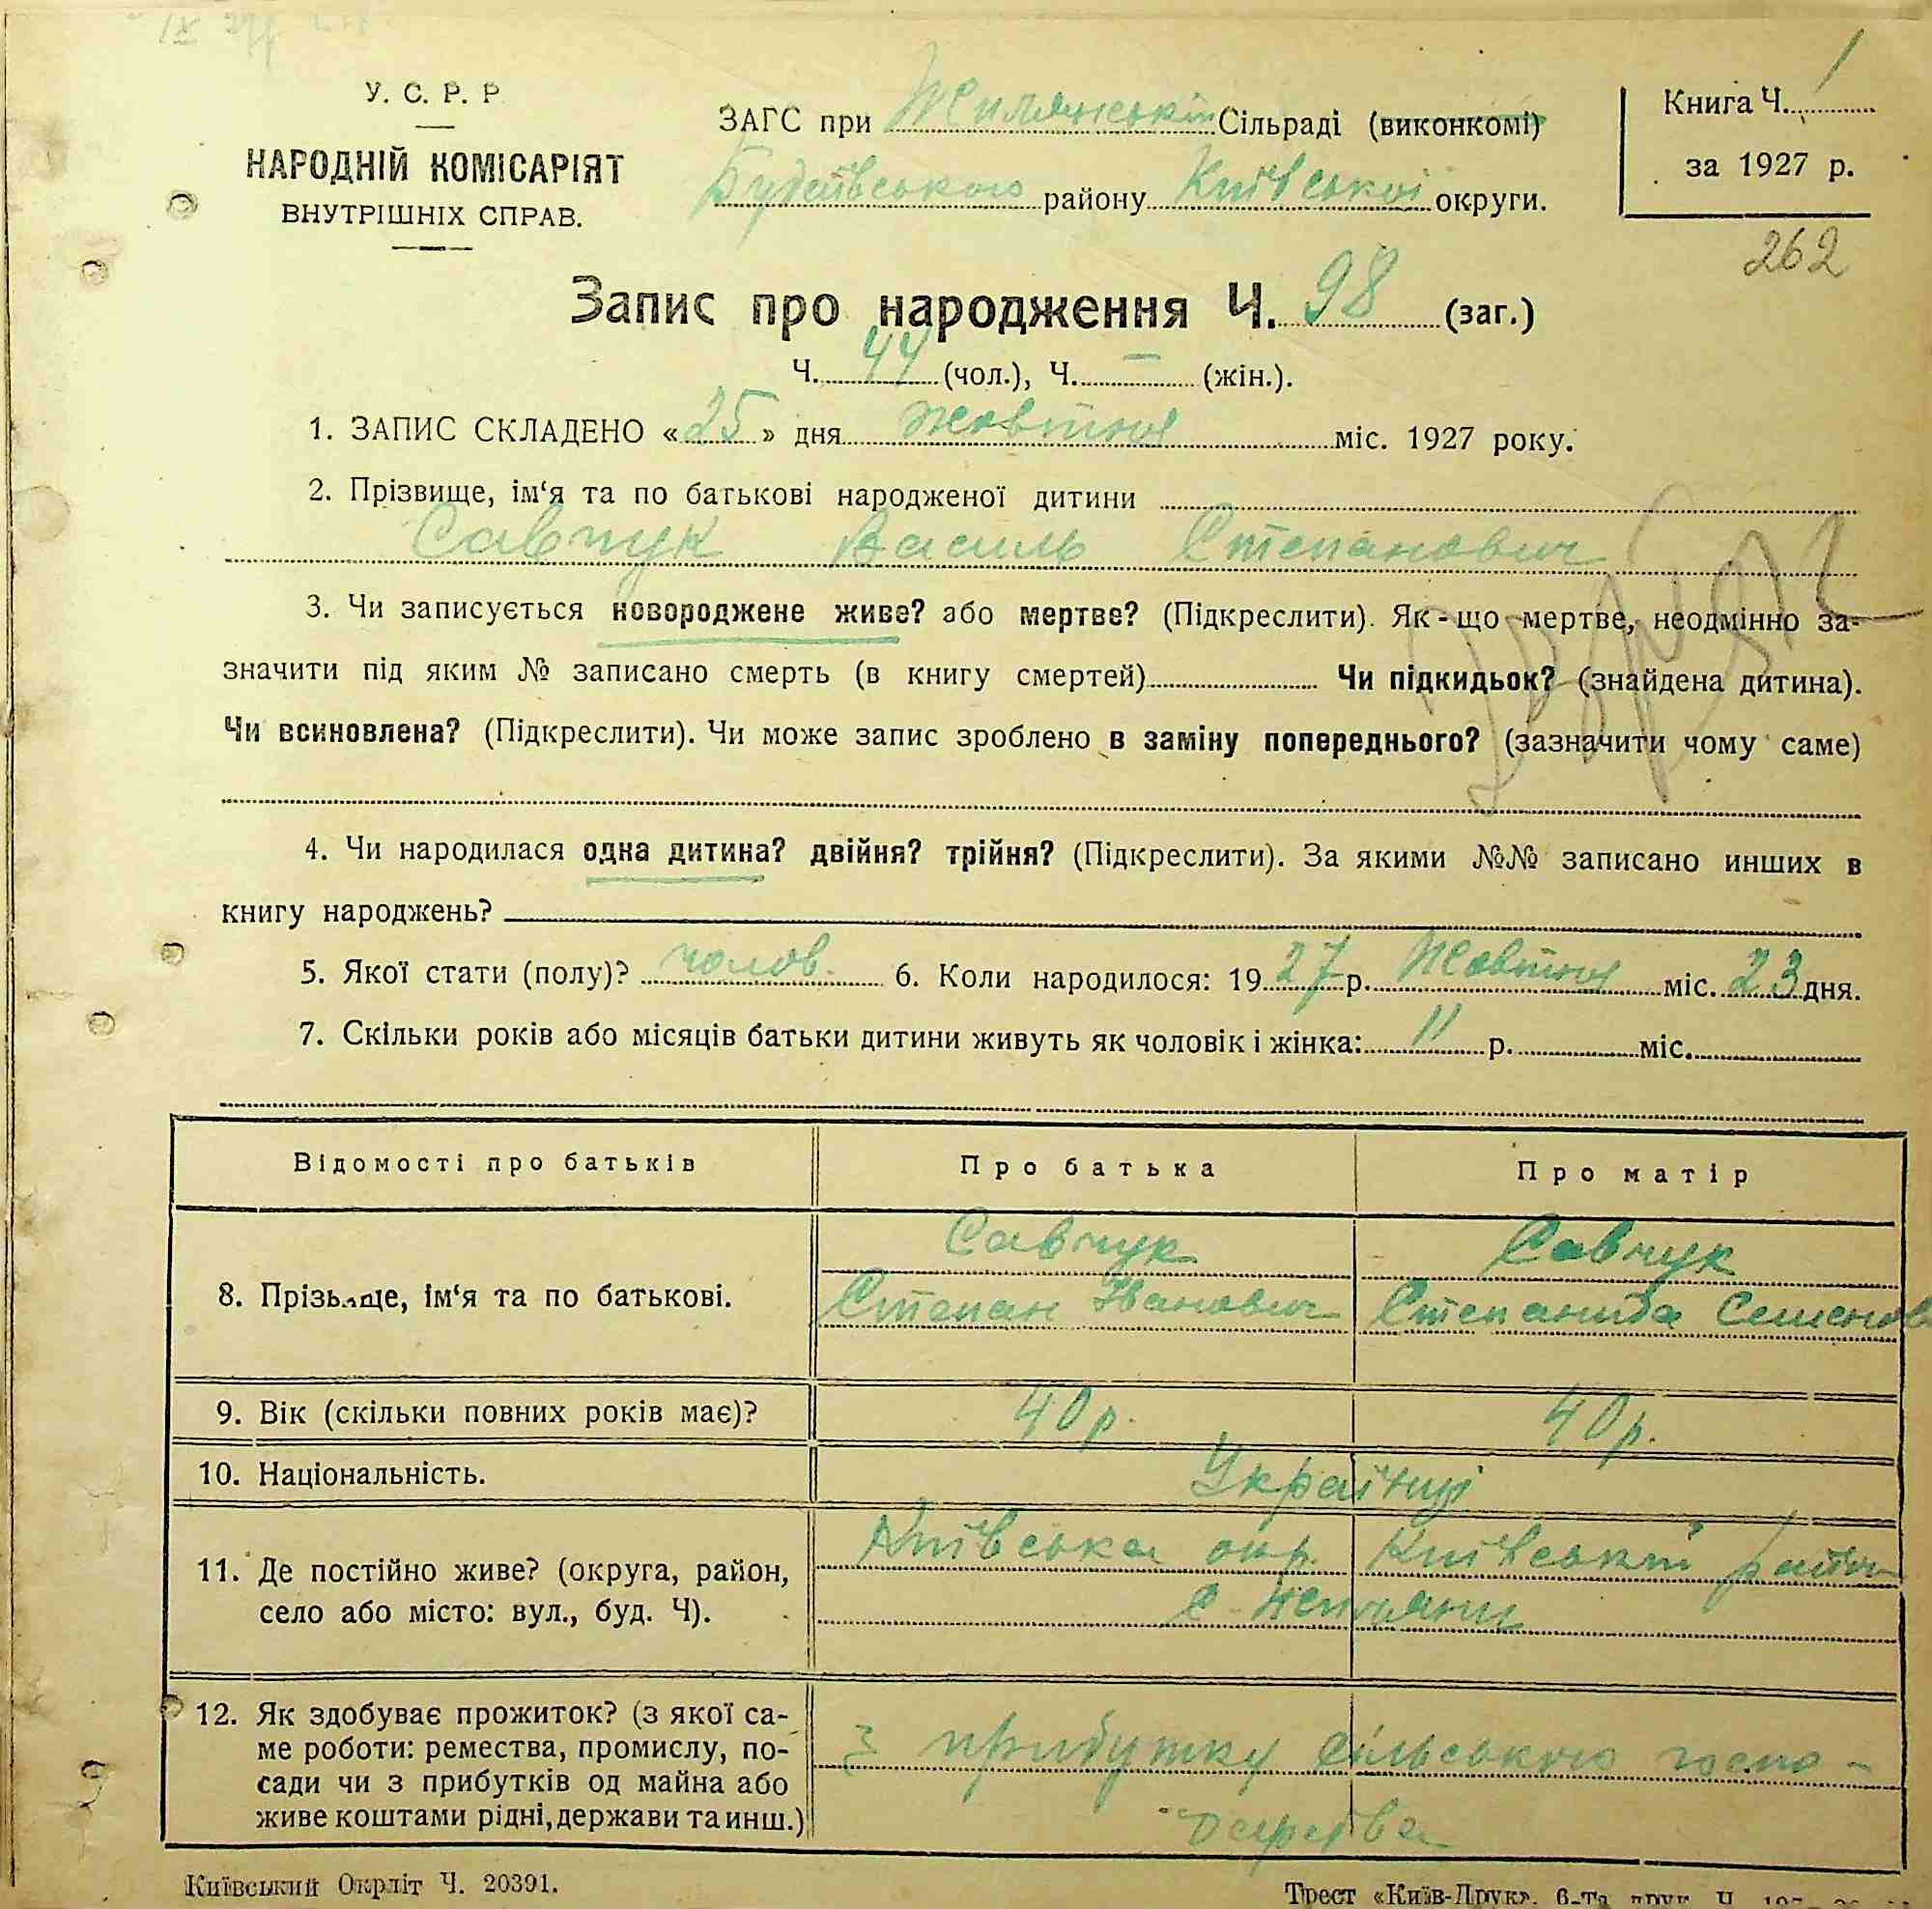 У. С. Р. Р
НАРОДНІЙ КОМІСАРІЯТ
ВНУТРІШНІХ СПРАВ.
ЗАГС при Жилянській Сільраді (виконкомі)
Будаївського району Київської округи.
Книга Ч. 1
за 1927 р.
262
Запис про народження Ч. 98 (заг.)
Ч. 44 (чол.), Ч. — (жін.).
1. ЗАПИС СКЛАДЕНО «25» дня жовтня міс. 1927 року.
2. Прізвище, ім‘я та по батькові народженої дитини
Савчук Василь Степанович
3. Чи записується новороджене живе? або мертве? (Підкреслити). Як-що мертве, неодмінно за-
значити під яким № записано смерть (в книгу смертей) Чи підкидьок? (знайдена дитина).
Чи всиновлена? (Підкреслити). Чи може запис зроблено в заміну попереднього? (зазначити чому саме)
4. Чи народилася одна дитина? двійня? трійня? (Підкреслити). За якими №№ записано инших в
книгу народжень?
5. Якої стати (полу)? чолов. 6. Коли народилося: 1927 р. Жовтня міс. 23 дня.
7. Скільки років або місяців батьки дитини живуть як чоловік і жінка: 11 р. міс.
Відомості про батьків Про батька Про матір
8. Прізвище, ім‘я та по батькові.
Савчук
Степан Іванович
Савчук
Степанида Семенов
9. Вік (скільки повних років має)? 40 р. 40 р.
10. Національність. Українці
11. Де постійно живе? (округа, район,
село або місто: вул., буд. Ч).
Київська окр. Київський район
с. Жиляни
12. Як здобуває прожиток? (з якої са-
ме роботи: ремества, промислу, по-
сади чи з прибутків од майна або
живе коштами рідні, держави та инш.)
З прибутку сільського госпо-
дарства
Київський Окрліт Ч. 20391.
Трест «Київ-Друк». 6-та друк. Ч.